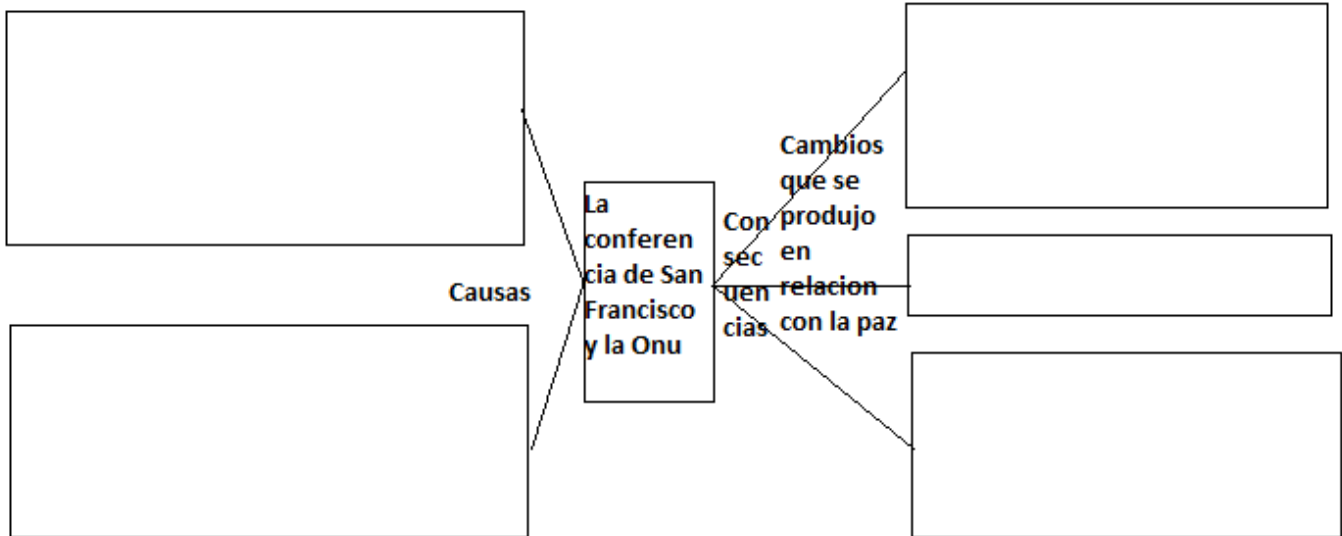 Causas
La
conferen
cia de San
Francisco
y la Onu
Con
sec
uen
cias
Cambios
que se
produjo
en
relacion
con la paz